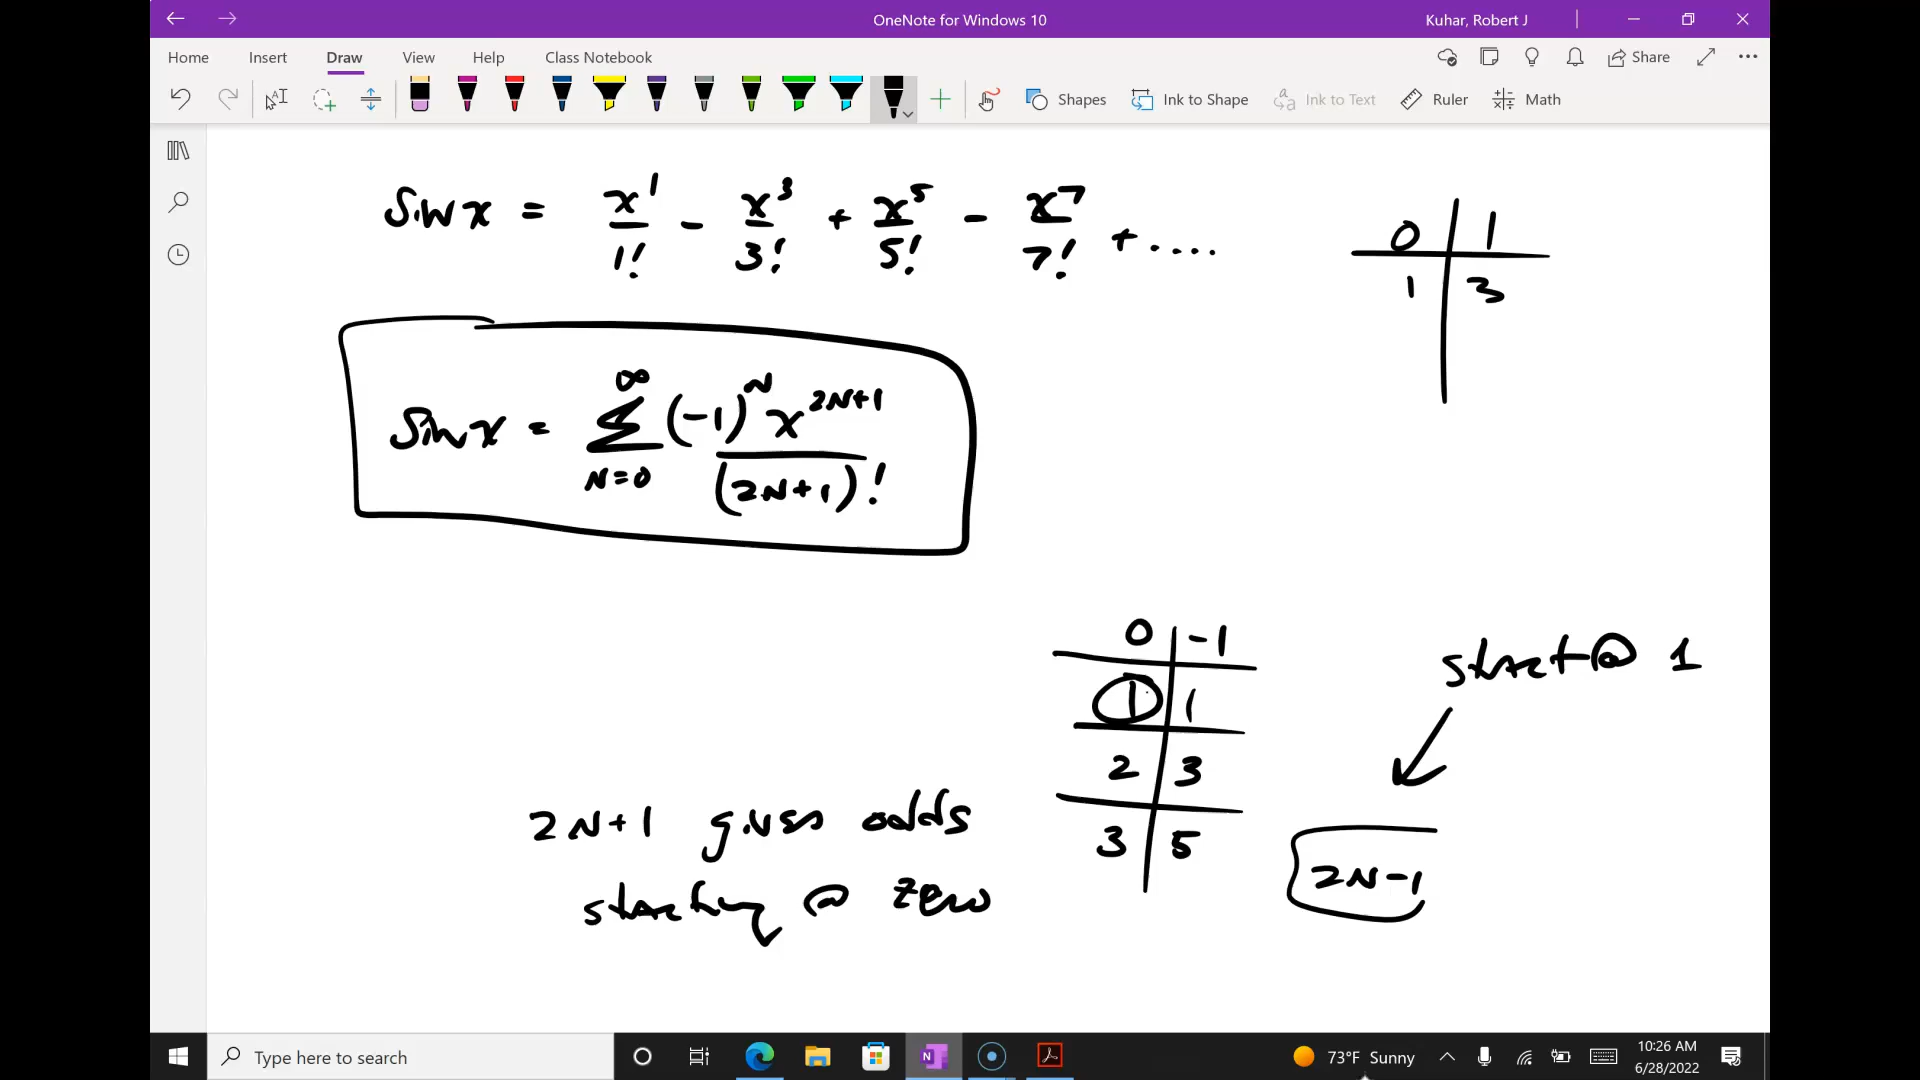 OneNote for Windows 10
Kuhar, Robert J
Home Insert Draw View Help Class Notebook
Share
Shapes Ink to Shape Ink to Text Ruler Math
sin x = x^1/1! - x^3/3! + x^5/5! - x^7/7! + ....
0 | 1
1 | 3
sin x = ∑_{N=0}^{∞} (-1)^N x^{2N+1}/(2N+1)!
0 | -1
1 | 1
2 | 3
3 | 5
start @ 1
2N-1
2N+1 gives odds
starting @ zero
Type here to search
73°F Sunny
10:26 AM
6/28/2022